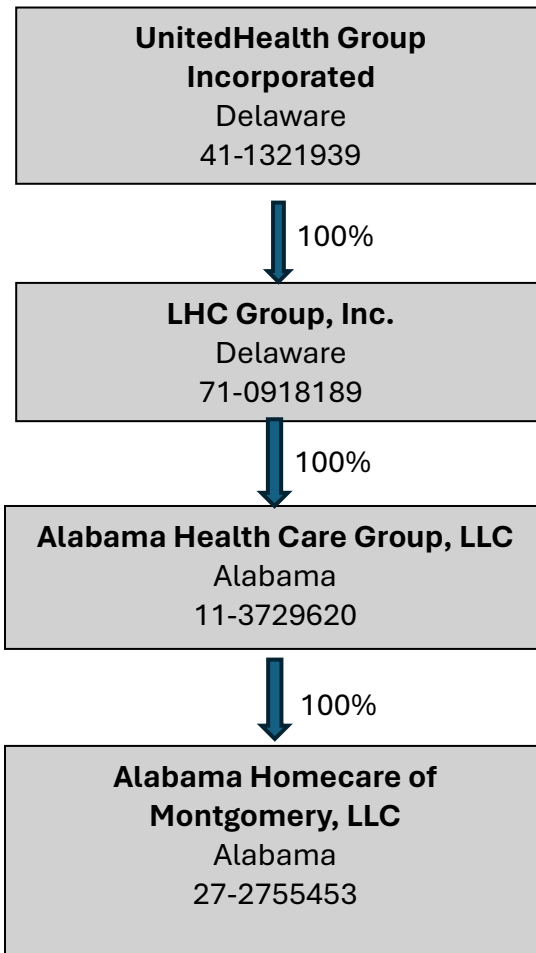 UnitedHealth Group
Incorporated
Delaware
41-1321939
100%
LHC Group, Inc.
Delaware
71-0918189
100%
Alabama Health Care Group, LLC
Alabama
11-3729620
100%
Alabama Homecare of
Montgomery, LLC
Alabama
27-2755453